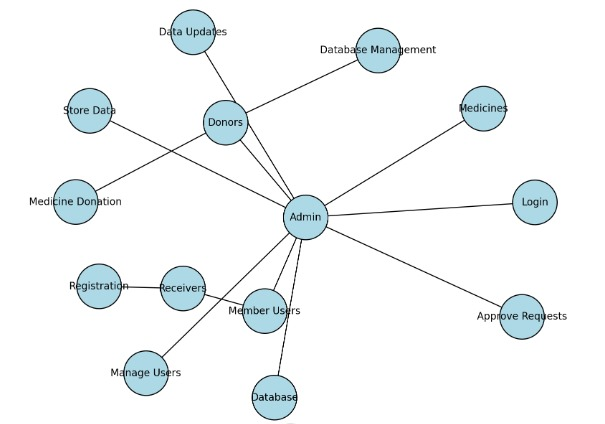 Data Updates
Database Management
Store Data
Medicines
Donors
Medicine Donation
Login
Admin
Registration
Receivers
Member Users
Approve Requests
Manage Users
Database